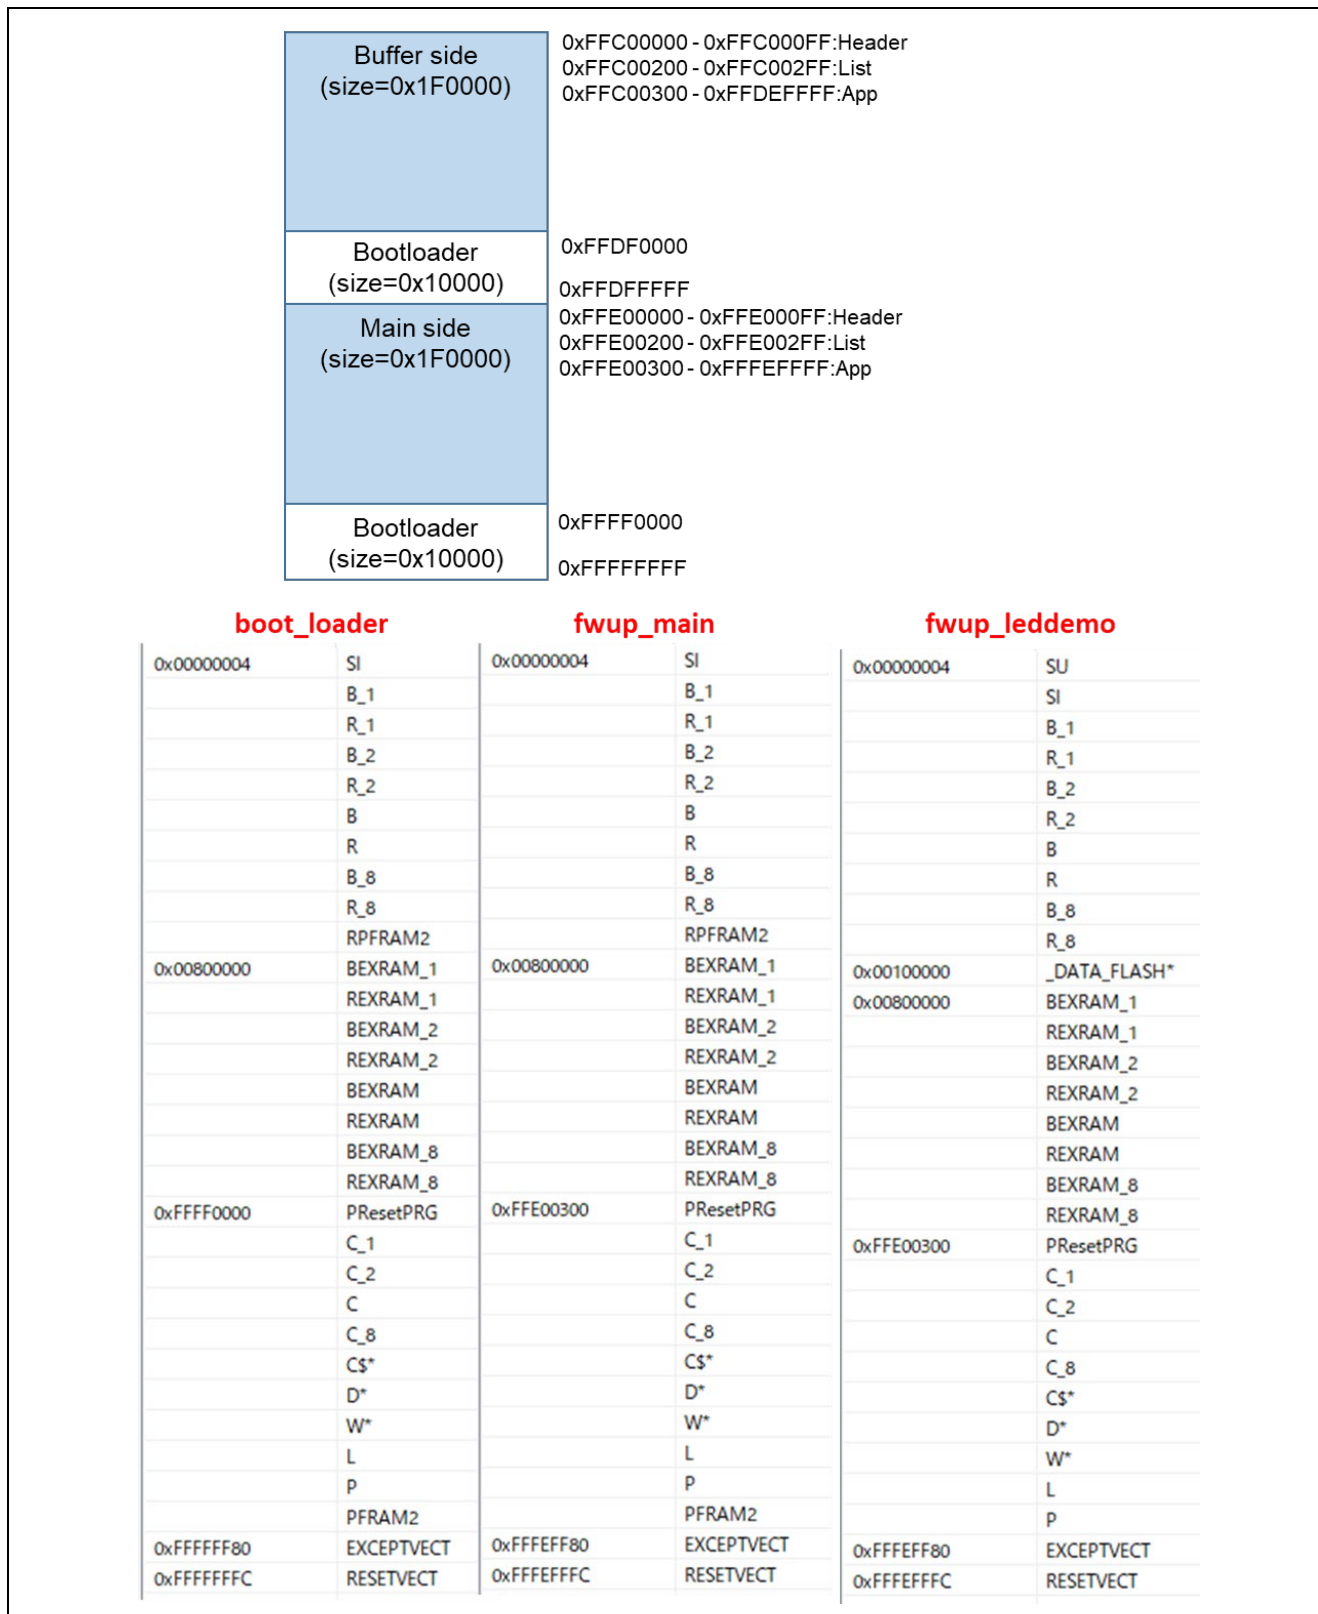 Buffer side
(size=0x1F0000)
0xFFC00000 - 0xFFC000FF:Header
0xFFC00200 - 0xFFC002FF:List
0xFFC00300 - 0xFFDEFFFF:App
Bootloader
(size=0x10000)
0xFFDF0000
0xFFDFFFFF
Main side
(size=0x1F0000)
0xFFE00000 - 0xFFE000FF:Header
0xFFE00200 - 0xFFE002FF:List
0xFFE00300 - 0xFFFEFFFF:App
Bootloader
(size=0x10000)
0xFFFF0000
0xFFFFFFFF
boot_loader
0x00000004 SI
B_1
R_1
B_2
R_2
B
R
B_8
R_8
RPFRAM2
0x00800000 BEXRAM_1
REXRAM_1
BEXRAM_2
REXRAM_2
BEXRAM
REXRAM
BEXRAM_8
REXRAM_8
0xFFFF0000 PResetPRG
C_1
C_2
C
C_8
C$*
D*
W*
L
P
PFRAM2
0xFFFFFF80 EXCEPTVECT
0xFFFFFFFC RESETVECT
fwup_main
0x00000004 SI
B_1
R_1
B_2
R_2
B
R
B_8
R_8
RPFRAM2
0x00800000 BEXRAM_1
REXRAM_1
BEXRAM_2
REXRAM_2
BEXRAM
REXRAM
BEXRAM_8
REXRAM_8
0xFFE00300 PResetPRG
C_1
C_2
C
C_8
C$*
D*
W*
L
P
PFRAM2
0xFFFEFF80 EXCEPTVECT
0xFFFEFFFC RESETVECT
fwup_leddemo
0x00000004 SU
SI
B_1
R_1
B_2
R_2
B
R
B_8
R_8
0x00100000 _DATA_FLASH*
0x00800000 BEXRAM_1
REXRAM_1
BEXRAM_2
REXRAM_2
BEXRAM
REXRAM
BEXRAM_8
REXRAM_8
0xFFE00300 PResetPRG
C_1
C_2
C
C_8
C$*
D*
W*
L
P
0xFFFEFF80 EXCEPTVECT
0xFFFEFFFC RESETVECT